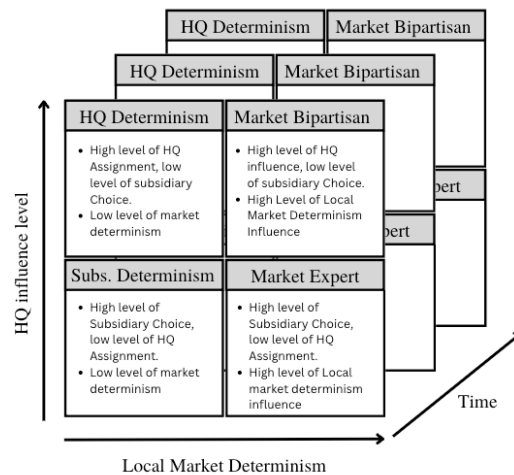 HQ Determinism Market Bipartisan
HQ Determinism Market Bipartisan
HQ Determinism Market Bipartisan
• High level of HQ
Assignment, low
level of subsidiary
Choice.
• Low level of market
determinism
• High level of HQ
influence, low level
of subsidiary Choice.
• High Level of Local
Market Determinism
Influence
pert
pert
Subs. Determinism Market Expert
• High level of
Subsidiary Choice,
low level of HQ
Assignment.
• Low level of market
determinism
• High level of
Subsidiary Choice,
low level of HQ
Assignment.
• High level of Local
market determinism
influence
HQ influence level
Time
Local Market Determinism